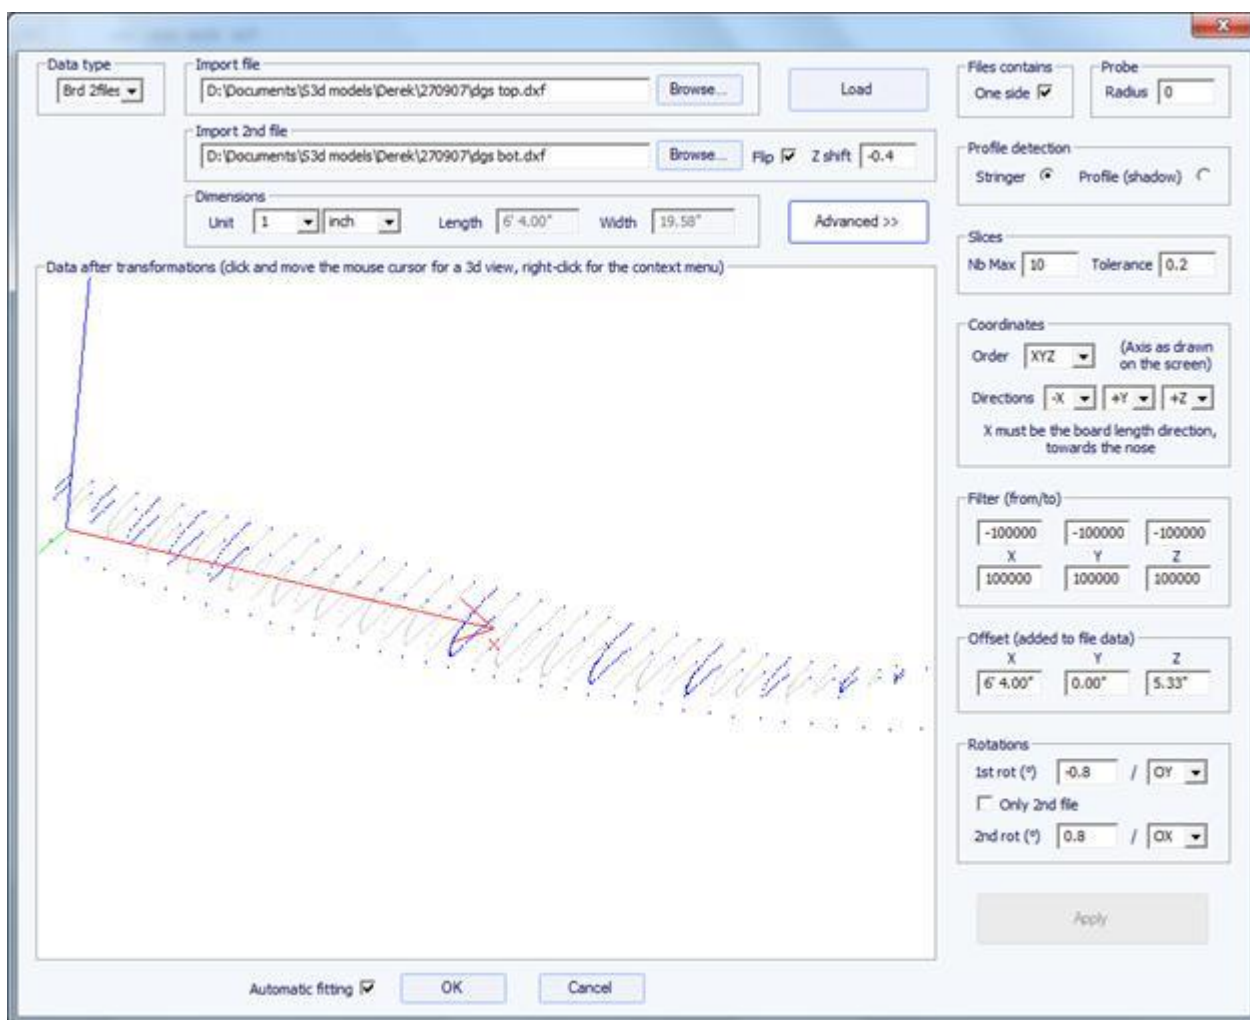 Data type
Brd 2files
Import file
D:\Documents\S3d models\Derek\270907\dgs top.dxf
Browse...
Load
Import 2nd file
D:\Documents\S3d models\Derek\270907\dgs bot.dxf
Browse...
Flip
Z shift -0.4
Dimensions
Unit 1 inch
Length 6' 4.00"
Width 19.58"
Advanced >>
Data after transformations (click and move the mouse cursor for a 3d view, right-click for the context menu)
X
Automatic fitting
OK
Cancel
Files contains
One side
Probe
Radius 0
Profile detection
Stringer
Profile (shadow)
Slices
Nb Max 10
Tolerance 0.2
Coordinates
Order XYZ
(Axis as drawn
on the screen)
Directions -X +Y +Z
X must be the board length direction,
towards the nose
Filter (from/to)
-100000 -100000 -100000
X Y Z
100000 100000 100000
Offset (added to file data)
X Y Z
6' 4.00" 0.00" 5.33"
Rotations
1st rot (°) -0.8 / OY
Only 2nd file
2nd rot (°) 0.8 / OX
Apply